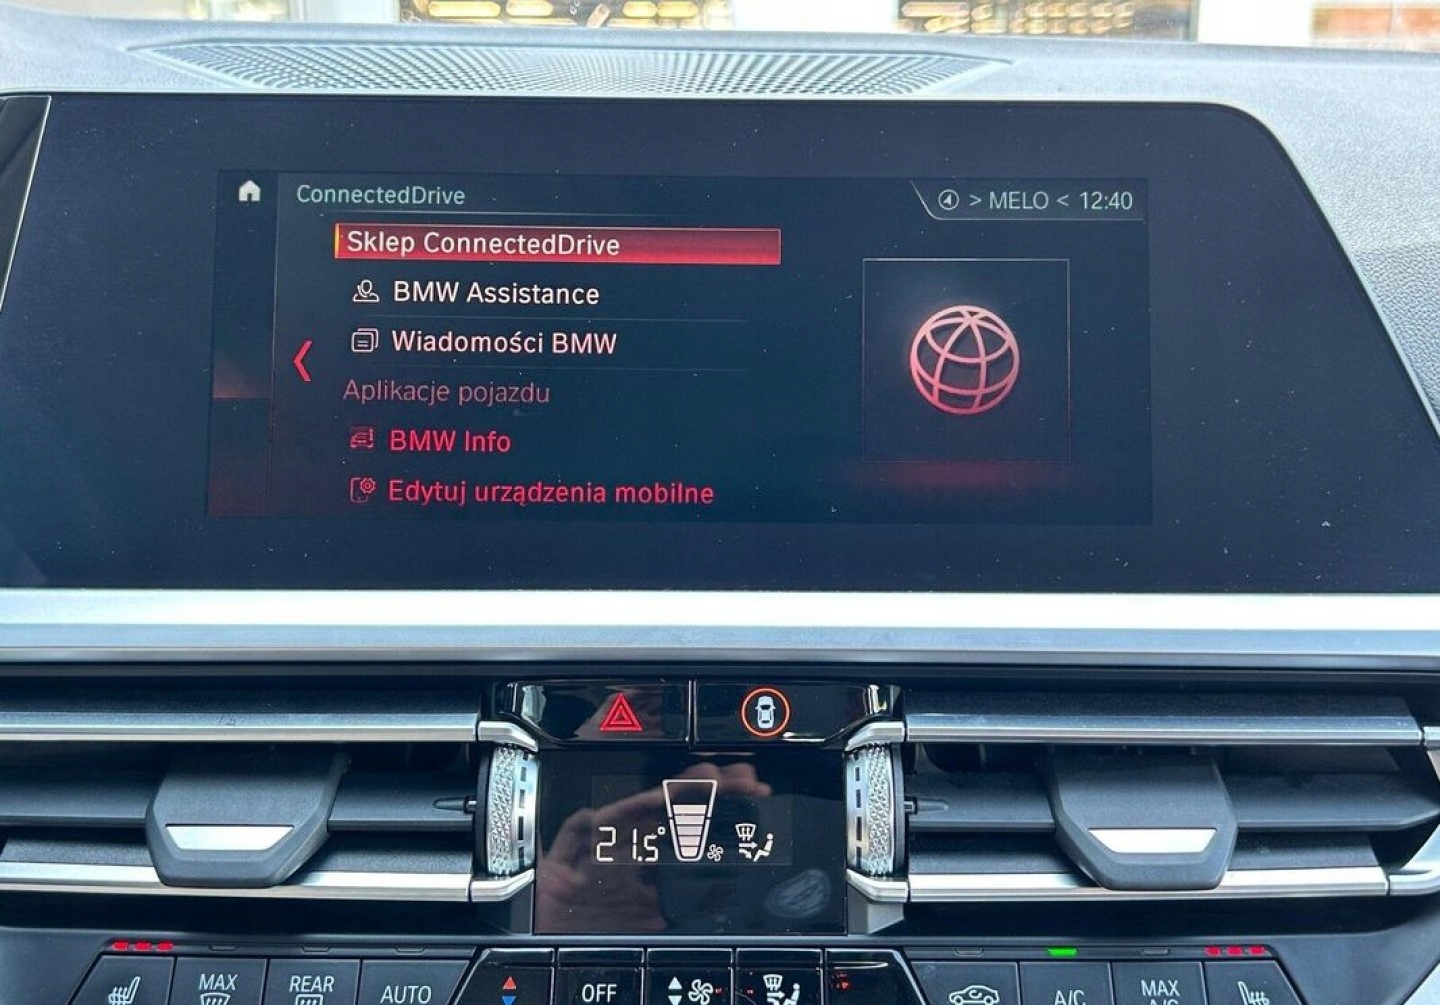 ConnectedDrive
> MELO < 12:40
Sklep ConnectedDrive
BMW Assistance
Wiadomości BMW
Aplikacje pojazdu
BMW Info
Edytuj urządzenia mobilne
21.5°
MAX
REAR
AUTO
OFF
A/C
MAX
A/C